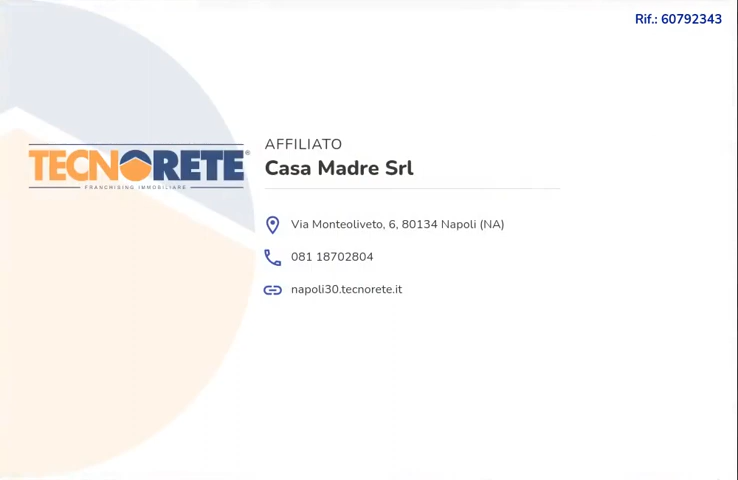 Rif.: 60792343
TECNORETE
FRANCHISING IMMOBILIARE
AFFILIATO
Casa Madre Srl
Via Monteoliveto, 6, 80134 Napoli (NA)
081 18702804
napoli30.tecnorete.it